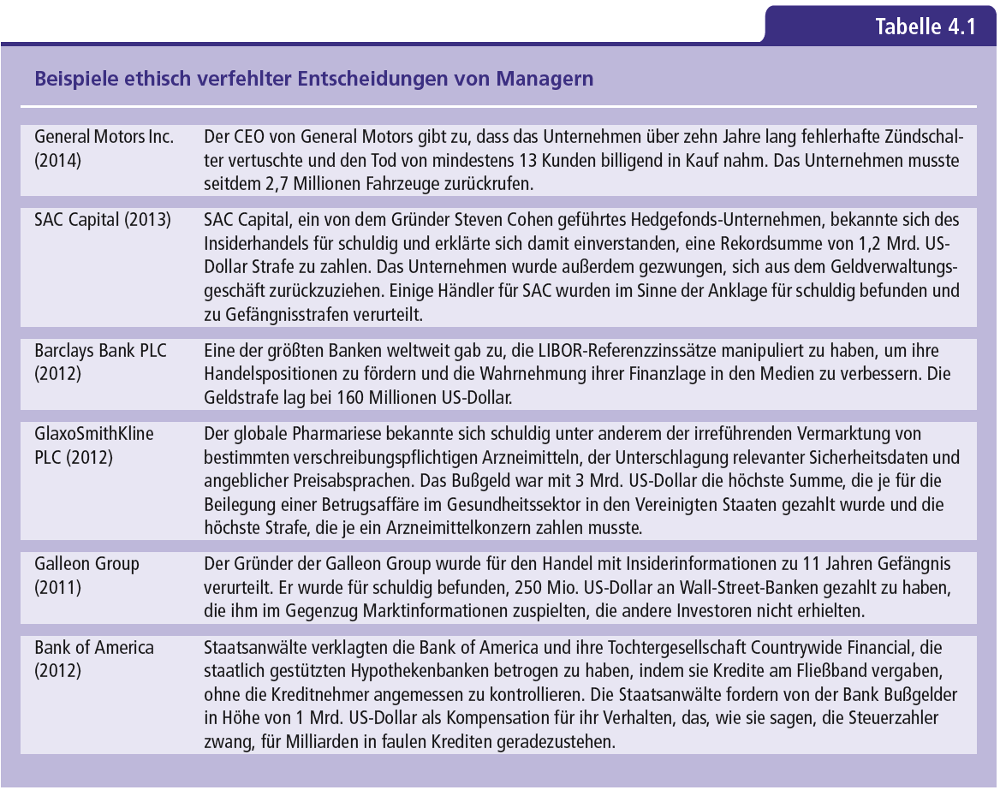 Tabelle 4.1
Beispiele ethisch verfehlter Entscheidungen von Managern
General Motors Inc.
(2014)
Der CEO von General Motors gibt zu, dass das Unternehmen über zehn Jahre lang fehlerhafte Zündschal-
ter vertuschte und den Tod von mindestens 13 Kunden billigend in Kauf nahm. Das Unternehmen musste
seitdem 2,7 Millionen Fahrzeuge zurückrufen.
SAC Capital (2013)
SAC Capital, ein von dem Gründer Steven Cohen geführtes Hedgefonds-Unternehmen, bekannte sich des
Insiderhandels für schuldig und erklärte sich damit einverstanden, eine Rekordsumme von 1,2 Mrd. US-
Dollar Strafe zu zahlen. Das Unternehmen wurde außerdem gezwungen, sich aus dem Geldverwaltungs-
geschäft zurückzuziehen. Einige Händler für SAC wurden im Sinne der Anklage für schuldig befunden und
zu Gefängnisstrafen verurteilt.
Barclays Bank PLC
(2012)
Eine der größten Banken weltweit gab zu, die LIBOR-Referenzzinssätze manipuliert zu haben, um ihre
Handelspositionen zu fördern und die Wahrnehmung ihrer Finanzlage in den Medien zu verbessern. Die
Geldstrafe lag bei 160 Millionen US-Dollar.
GlaxoSmithKline
PLC (2012)
Der globale Pharmariese bekannte sich schuldig unter anderem der irreführenden Vermarktung von
bestimmten verschreibungspflichtigen Arzneimitteln, der Unterschlagung relevanter Sicherheitsdaten und
angeblicher Preisabsprachen. Das Bußgeld war mit 3 Mrd. US-Dollar die höchste Summe, die je für die
Beilegung einer Betrugsaffäre im Gesundheitssektor in den Vereinigten Staaten gezahlt wurde und die
höchste Strafe, die je ein Arzneimittelkonzern zahlen musste.
Galleon Group
(2011)
Der Gründer der Galleon Group wurde für den Handel mit Insiderinformationen zu 11 Jahren Gefängnis
verurteilt. Er wurde für schuldig befunden, 250 Mio. US-Dollar an Wall-Street-Banken gezahlt zu haben,
die ihm im Gegenzug Marktinformationen zuspielten, die andere Investoren nicht erhielten.
Bank of America
(2012)
Staatsanwälte verklagten die Bank of America und ihre Tochtergesellschaft Countrywide Financial, die
staatlich gestützten Hypothekenbanken betrogen zu haben, indem sie Kredite am Fließband vergaben,
ohne die Kreditnehmer angemessen zu kontrollieren. Die Staatsanwälte fordern von der Bank Bußgelder
in Höhe von 1 Mrd. US-Dollar als Kompensation für ihr Verhalten, das, wie sie sagen, die Steuerzahler
zwang, für Milliarden in faulen Krediten geradezustehen.